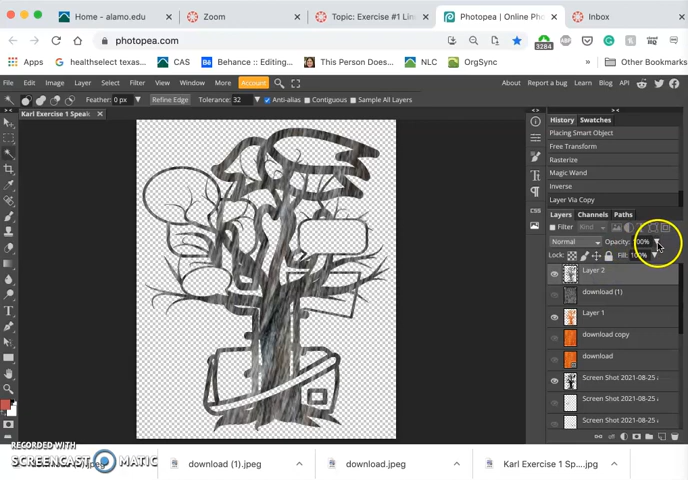 Home - alamo.edu × Zoom × Topic: Exercise #1 Lin × Photopea | Online Pho × Inbox ×
photopea.com
3284 ABP
Apps healthselect texas... CAS Behance :: Editing... This Person Does... NLC OrgSync Other Bookmarks
File Edit Image Layer Select Filter View Window More Account About Report a bug Learn Blog API
Feather: 0 px Refine Edge Tolerance: 32 Anti-alias Contiguous Sample All Layers
Karl Exercise 1 Speak ×
History Swatches
Placing Smart Object
Free Transform
Rasterize
Magic Wand
Inverse
Layer Via Copy
Layers Channels Paths
Filter Kind
Normal Opacity: 100%
Lock: Fill: 100%
Layer 2
download (1)
Layer 1
download copy
download
Screen Shot 2021-08-25
Screen Shot 2021-08-25
Screen Shot 2021-08-25
CSS
RECORDED WITH
SCREENCAST MATIC
download (1).jpeg download.jpeg Karl Exercise 1 Sp....jpg